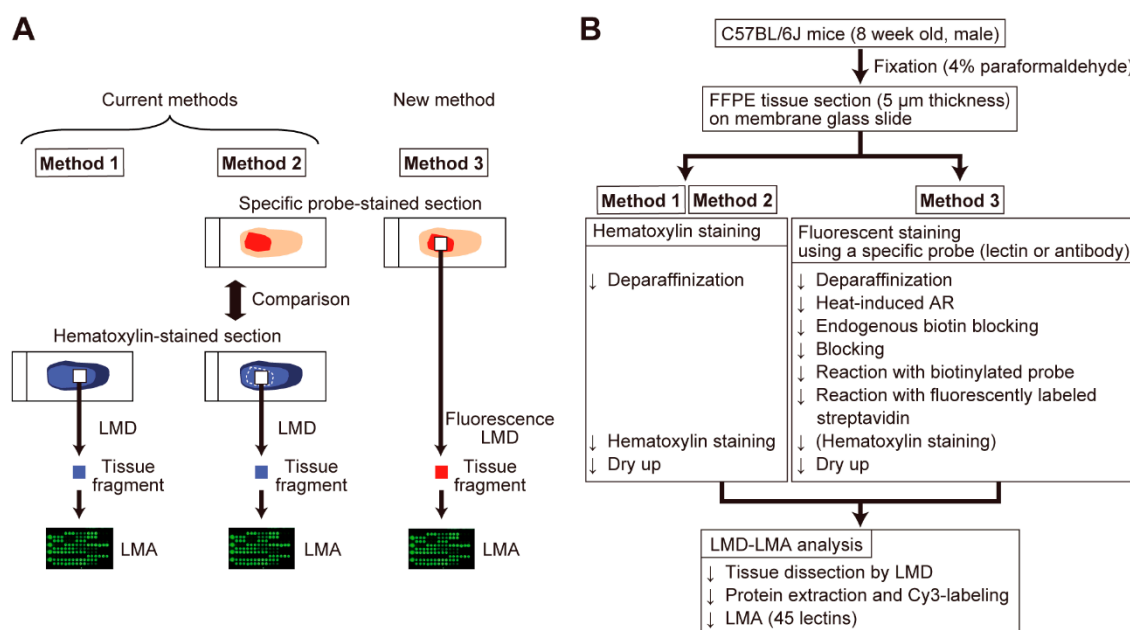 A
Current methods
New method
Method 1
Method 2
Method 3
Specific probe-stained section
Comparison
Hematoxylin-stained section
LMD
LMD
Fluorescence
LMD
Tissue
fragment
Tissue
fragment
Tissue
fragment
LMA
LMA
LMA
B
C57BL/6J mice (8 week old, male)
Fixation (4% paraformaldehyde)
FFPE tissue section (5 μm thickness)
on membrane glass slide
Method 1
Method 2
Method 3
Hematoxylin staining
↓ Deparaffinization
↓ Hematoxylin staining
↓ Dry up
Fluorescent staining
using a specific probe (lectin or antibody)
↓ Deparaffinization
↓ Heat-induced AR
↓ Endogenous biotin blocking
↓ Blocking
↓ Reaction with biotinylated probe
↓ Reaction with fluorescently labeled
streptavidin
↓ (Hematoxylin staining)
↓ Dry up
LMD-LMA analysis
↓ Tissue dissection by LMD
↓ Protein extraction and Cy3-labeling
↓ LMA (45 lectins)